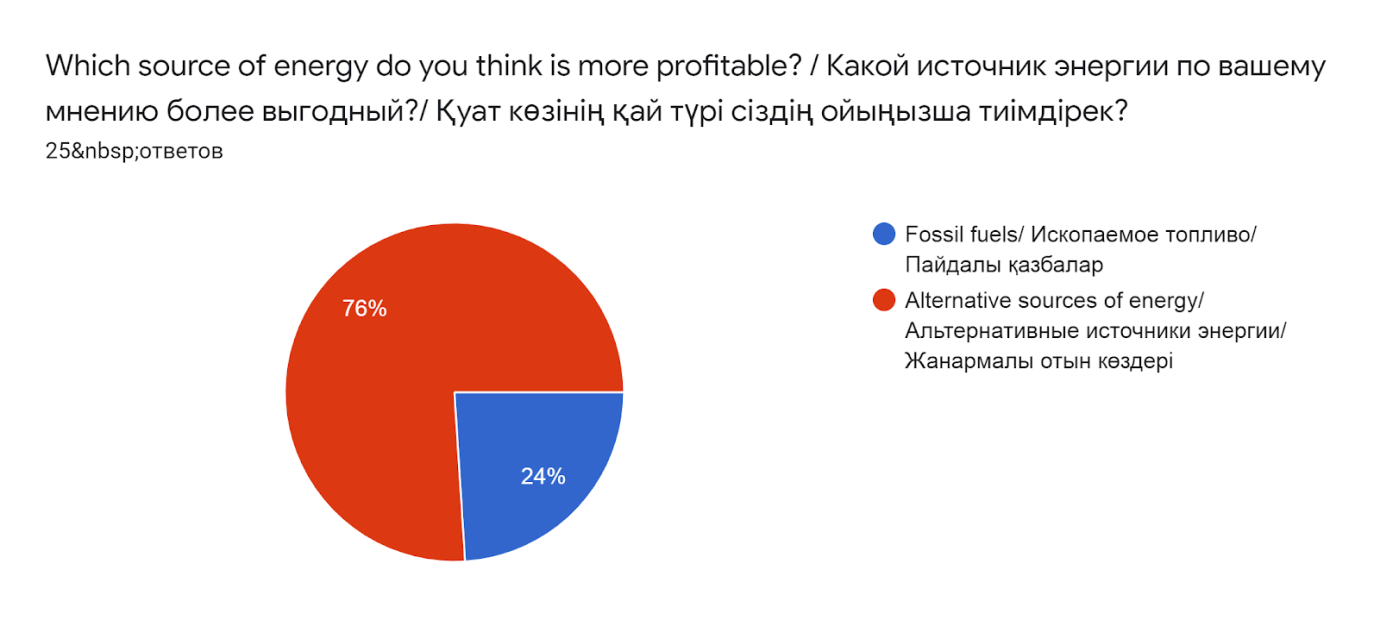 Which source of energy do you think is more profitable? / Какой источник энергии по вашему
мнению более выгодный?/ Қуат көзінің қай түрі сіздің ойыңызша тиімдірек?
25&nbsp;ответов
Fossil fuels/ Ископаемое топливо/
Пайдалы қазбалар
Alternative sources of energy/
Альтернативные источники энергии/
Жанармалы отын көздері
76%
24%